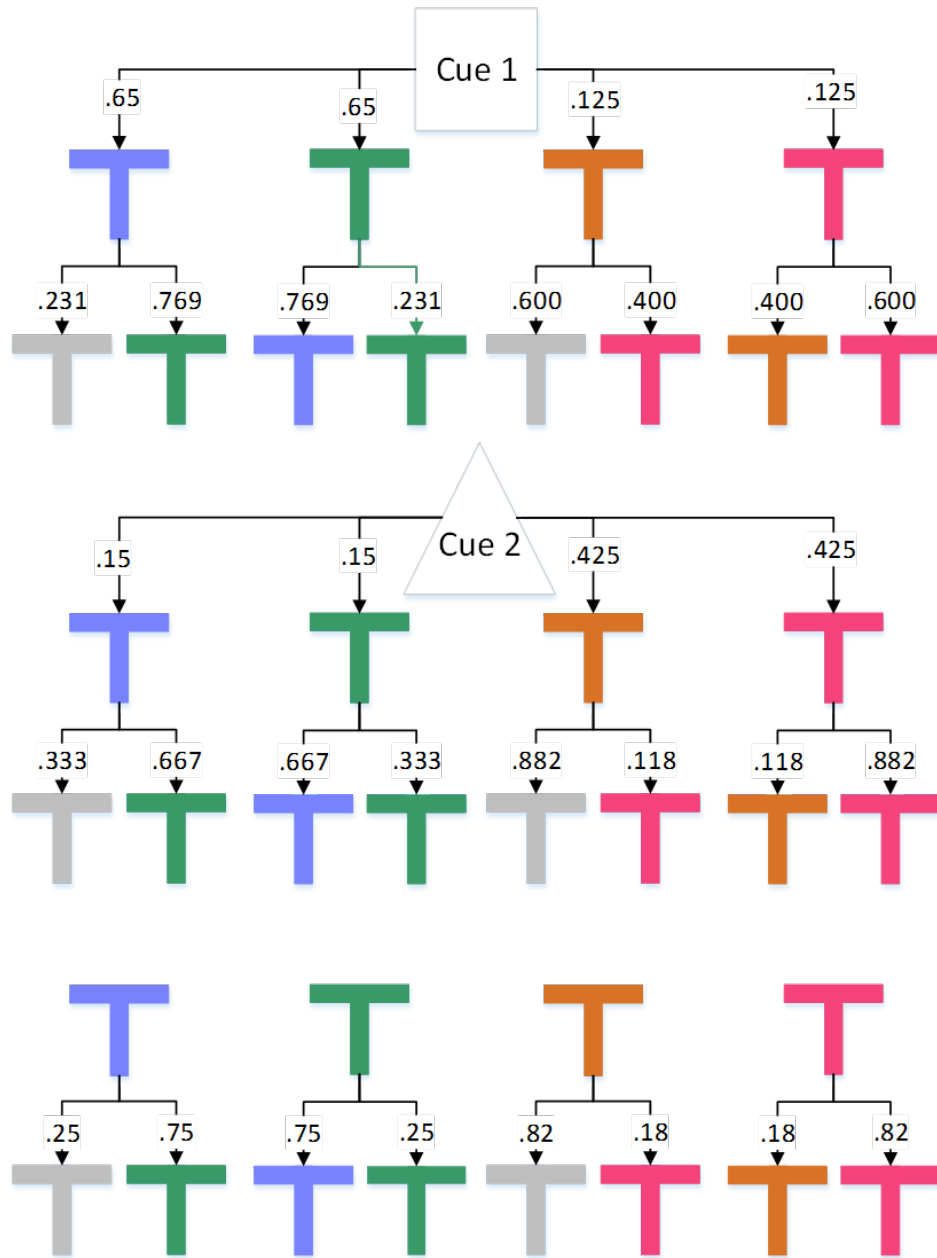 Cue 1
.65 .65 .125 .125
T T T T
.231 .769 .769 .231 .600 .400 .400 .600
T T T T T T T T
Cue 2
.15 .15 .425 .425
T T T T
.333 .667 .667 .333 .882 .118 .118 .882
T T T T T T T T
T T T T
.25 .75 .75 .25 .82 .18 .18 .82
T T T T T T T T